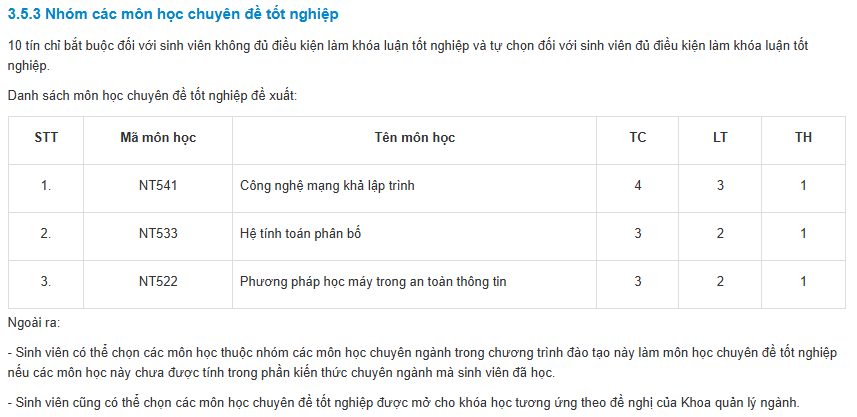 3.5.3 Nhóm các môn học chuyên đề tốt nghiệp
10 tín chỉ bắt buộc đối với sinh viên không đủ điều kiện làm khóa luận tốt nghiệp và tự chọn đối với sinh viên đủ điều kiện làm khóa luận tốt
nghiệp.
Danh sách môn học chuyên đề tốt nghiệp đề xuất:
STT Mã môn học Tên môn học TC LT TH
1. NT541 Công nghệ mạng khả lập trình 4 3 1
2. NT533 Hệ tính toán phân bố 3 2 1
3. NT522 Phương pháp học máy trong an toàn thông tin 3 2 1
Ngoài ra:
- Sinh viên có thể chọn các môn học thuộc nhóm các môn học chuyên ngành trong chương trình đào tạo này làm môn học chuyên đề tốt nghiệp
nếu các môn học này chưa được tính trong phần kiến thức chuyên ngành mà sinh viên đã học.
- Sinh viên cũng có thể chọn các môn học chuyên đề tốt nghiệp được mở cho khóa học tương ứng theo đề nghị của Khoa quản lý ngành.